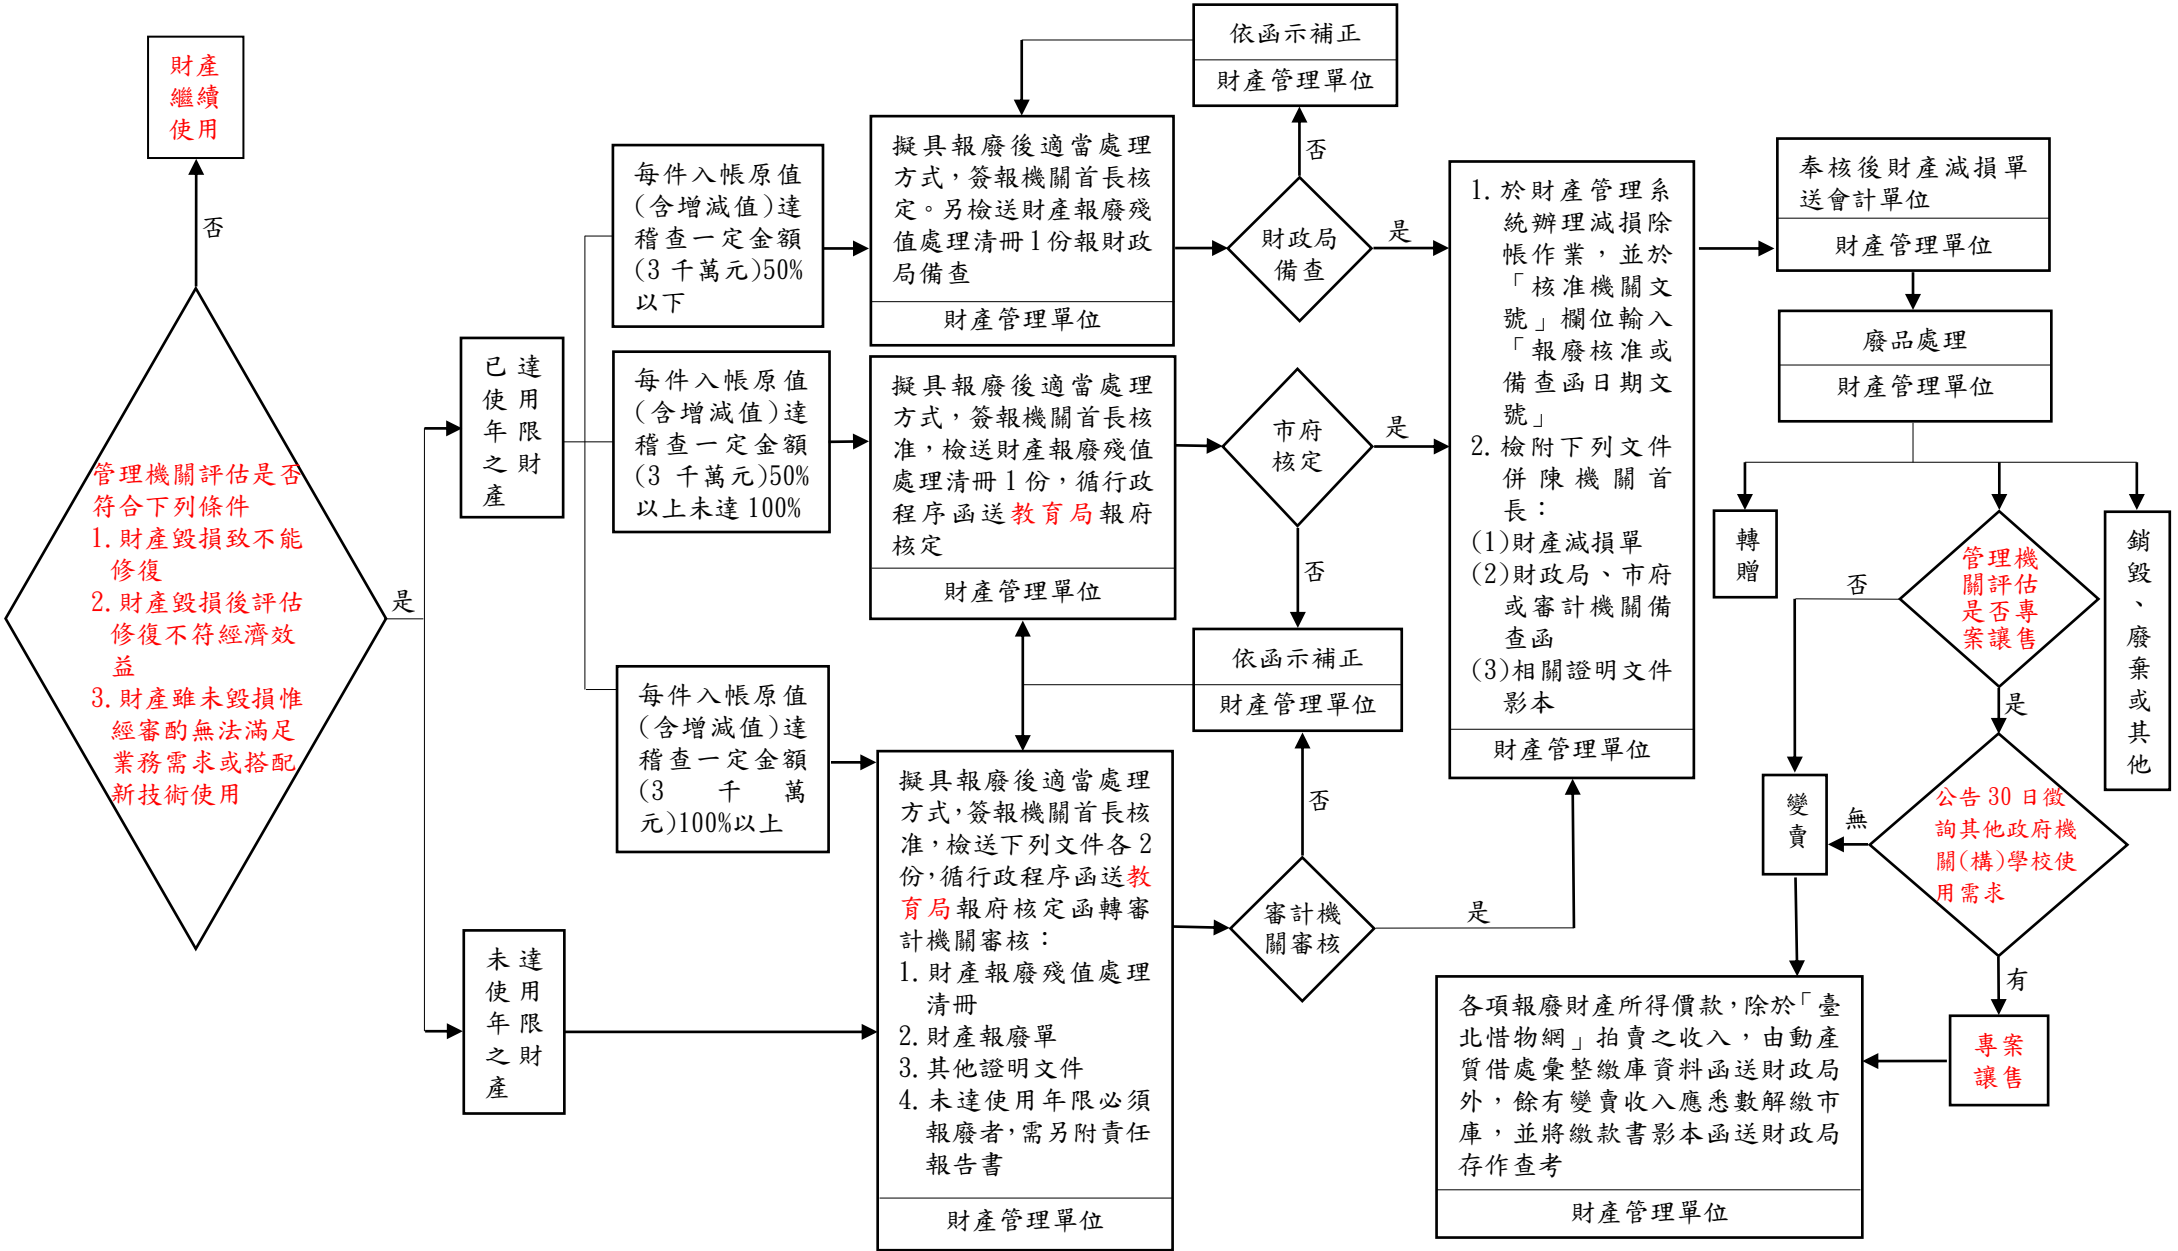 財產
繼續
使用
否
管理機關評估是否
符合下列條件
1.財產毀損致不能
修復
2.財產毀損後評估
修復不符經濟效
益
3.財產雖未毀損惟
經審酌無法滿足
業務需求或搭配
新技術使用
是
已達
使用
年限
之財
產
未達
使用
年限
之財
產
每件入帳原值
(含增減值)達
稽查一定金額
(3 千萬元)50%
以下
每件入帳原值
(含增減值)達
稽查一定金額
(3 千萬元)50%
以上未達 100%
每件入帳原值
(含增減值)達
稽查一定金額
(3 千 萬
元)100%以上
擬具報廢後適當處理
方式，簽報機關首長核
定。另檢送財產報廢殘
值處理清冊 1 份報財政
局備查
財產管理單位
擬具報廢後適當處理
方式，簽報機關首長核
准，檢送財產報廢殘值
處理清冊 1 份，循行政
程序函送教育局報府
核定
財產管理單位
擬具報廢後適當處理
方式，簽報機關首長核
准，檢送下列文件各 2
份，循行政程序函送教
育局報府核定函轉審
計機關審核：
1.財產報廢殘值處理
清冊
2.財產報廢單
3.其他證明文件
4.未達使用年限必須
報廢者，需另附責任
報告書
財產管理單位
依函示補正
財產管理單位
否
財政局
備查
是
市府
核定
是
否
依函示補正
財產管理單位
否
審計機
關審核
是
1.於財產管理系
統辦理減損除
帳作業，並於
「核准機關文
號」欄位輸入
「報廢核准或
備查函日期文
號」
2.檢附下列文件
併陳機關首
長：
(1)財產減損單
(2)財政局、市府
或審計機關備
查函
(3)相關證明文件
影本
財產管理單位
奉核後財產減損單
送會計單位
財產管理單位
廢品處理
財產管理單位
轉
贈
管理機
關評估
是否專
案讓售
否
是
銷
毀
、
廢
棄
或
其
他
變
賣
無
公告 30 日徵
詢其他政府機
關(構)學校使
用需求
有
專案
讓售
各項報廢財產所得價款，除於「臺
北惜物網」拍賣之收入，由動產
質借處彙整繳庫資料函送財政局
外，餘有變賣收入應悉數解繳市
庫，並將繳款書影本函送財政局
存作查考
財產管理單位